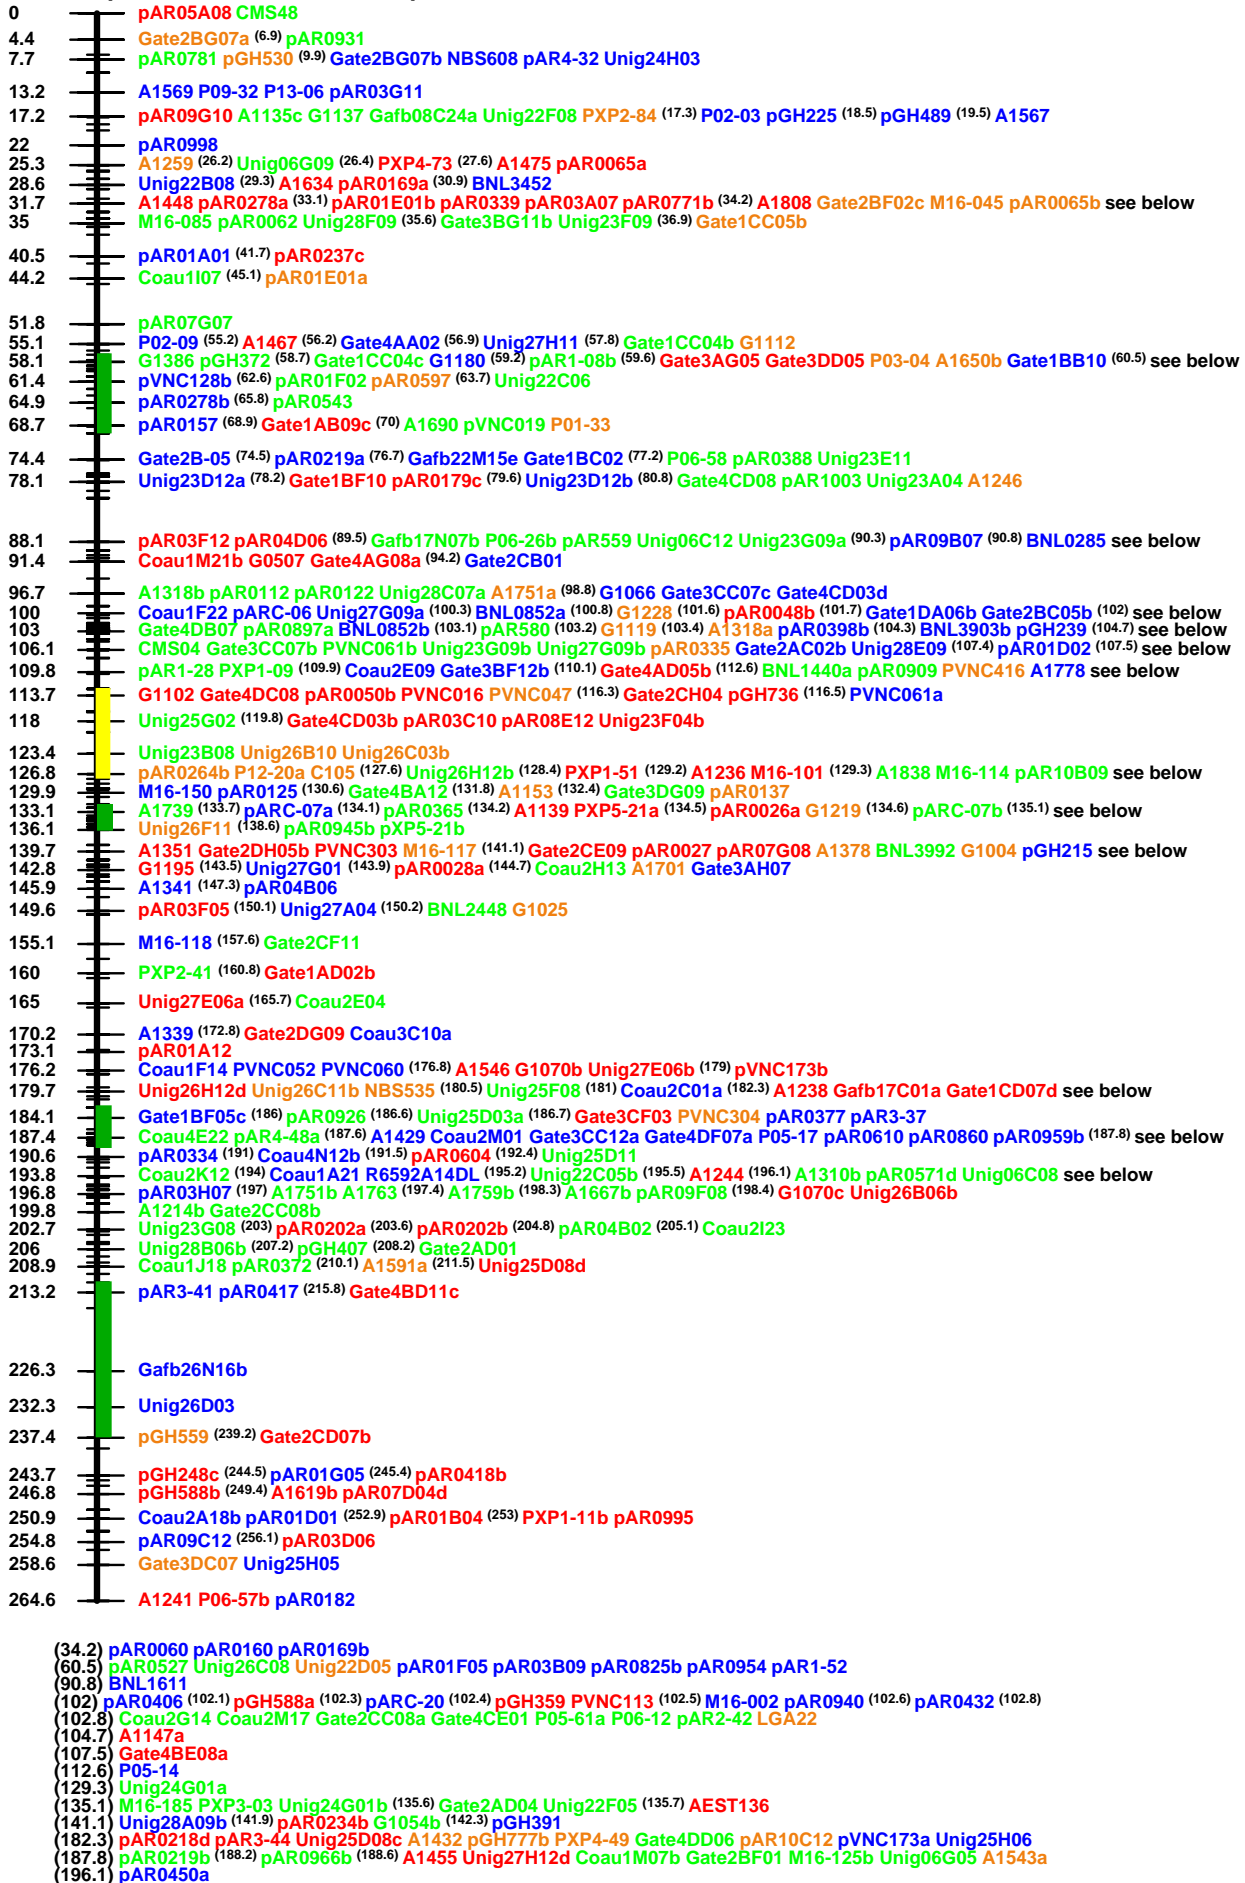 0 pAR05A08 CMS48
4.4 Gate2BG07a (6.9) pAR0931
7.7 pAR0781 pGH530 (9.9) Gate2BG07b NBS608 pAR4-32 Unig24H03
13.2 A1569 P09-32 P13-06 pAR03G11
17.2 pAR09G10 A1135c G1137 Gafb08C24a Unig22F08 PXP2-84 (17.3) P02-03 pGH225 (18.5) pGH489 (19.5) A1567
22 pAR0998
25.3 A1259 (26.2) Unig06G09 (26.4) PXP4-73 (27.6) A1475 pAR0065a
28.6 Unig22B08 (29.3) A1634 pAR0169a (30.9) BNL3452
31.7 A1448 pAR0278a (33.1) pAR01E01b pAR0339 pAR03A07 pAR0771b (34.2) A1808 Gate2BF02c M16-045 pAR0065b see below
35 M16-085 pAR0062 Unig28F09 (35.6) Gate3BG11b Unig23F09 (36.9) Gate1CC05b
40.5 pAR01A01 (41.7) pAR0237c
44.2 Coau1I07 (45.1) pAR01E01a
51.8 pAR07G07
55.1 P02-09 (55.2) A1467 (56.2) Gate4AA02 (56.9) Unig27H11 (57.8) Gate1CC04b G1112
58.1 G1386 pGH372 (58.7) Gate1CC04c G1180 (59.2) pAR1-08b (59.6) Gate3AG05 Gate3DD05 P03-04 A1650b Gate1BB10 (60.5) see below
61.4 pVNC128b (62.6) pAR01F02 pAR0597 (63.7) Unig22C06
64.9 pAR0278b (65.8) pAR0543
68.7 pAR0157 (68.9) Gate1AB09c (70) A1690 pVNC019 P01-33
74.4 Gate2B-05 (74.5) pAR0219a (76.7) Gafb22M15e Gate1BC02 (77.2) P06-58 pAR0388 Unig23E11
78.1 Unig23D12a (78.2) Gate1BF10 pAR0179c (79.6) Unig23D12b (80.8) Gate4CD08 pAR1003 Unig23A04 A1246
88.1 pAR03F12 pAR04D06 (89.5) Gafb17N07b P06-26b pAR559 Unig06C12 Unig23G09a (90.3) pAR09B07 (90.8) BNL0285 see below
91.4 Coau1M21b G0507 Gate4AG08a (94.2) Gate2CB01
96.7 A1318b pAR0112 pAR0122 Unig28C07a A1751a (98.8) G1066 Gate3CC07c Gate4CD03d
100 Coau1F22 pARC-06 Unig27G09a (100.3) BNL0852a (100.8) G1228 (101.6) pAR0048b (101.7) Gate1DA06b Gate2BC05b (102) see below
103 Gate4DB07 pAR0897a BNL0852b (103.1) pAR580 (103.2) G1119 (103.4) A1318a pAR0398b (104.3) BNL3903b pGH239 (104.7) see below
106.1 CMS04 Gate3CC07b PVNC061b Unig23G09b Unig27G09b pAR0335 Gate2AC02b Unig28E09 (107.4) pAR01D02 (107.5) see below
109.8 pAR1-28 PXP1-09 (109.9) Coau2E09 Gate3BF12b (110.1) Gate4AD05b (112.6) BNL1440a pAR0909 PVNC416 A1778 see below
113.7 G1102 Gate4DC08 pAR0050b PVNC016 PVNC047 (116.3) Gate2CH04 pGH736 (116.5) PVNC061a
118 Unig25G02 (119.8) Gate4CD03b pAR03C10 pAR08E12 Unig23F04b
123.4 Unig23B08 Unig26B10 Unig26C03b
126.8 pAR0264b P12-20a C105 (127.6) Unig26H12b (128.4) PXP1-51 (129.2) A1236 M16-101 (129.3) A1838 M16-114 pAR10B09 see below
129.9 M16-150 pAR0125 (130.6) Gate4BA12 (131.8) A1153 (132.4) Gate3DG09 pAR0137
133.1 A1739 (133.7) pARC-07a (134.1) pAR0365 (134.2) A1139 PXP5-21a (134.5) pAR0026a G1219 (134.6) pARC-07b (135.1) see below
136.1 Unig26F11 (138.6) pAR0945b pXP5-21b
139.7 A1351 Gate2DH05b PVNC303 M16-117 (141.1) Gate2CE09 pAR0027 pAR07G08 A1378 BNL3992 G1004 pGH215 see below
142.8 G1195 (143.5) Unig27G01 (143.9) pAR0028a (144.7) Coau2H13 A1701 Gate3AH07
145.9 A1341 (147.3) pAR04B06
149.6 pAR03F05 (150.1) Unig27A04 (150.2) BNL2448 G1025
155.1 M16-118 (157.6) Gate2CF11
160 PXP2-41 (160.8) Gate1AD02b
165 Unig27E06a (165.7) Coau2E04
170.2 A1339 (172.8) Gate2DG09 Coau3C10a
173.1 pAR01A12
176.2 Coau1F14 PVNC052 PVNC060 (176.8) A1546 G1070b Unig27E06b (179) pVNC173b
179.7 Unig26H12d Unig26C11b NBS535 (180.5) Unig25F08 (181) Coau2C01a (182.3) A1238 Gafb17C01a Gate1CD07d see below
184.1 Gate1BF05c (186) pAR0926 (186.6) Unig25D03a (186.7) Gate3CF03 PVNC304 pAR0377 pAR3-37
187.4 Coau4E22 pAR4-48a (187.6) A1429 Coau2M01 Gate3CC12a Gate4DF07a P05-17 pAR0610 pAR0860 pAR0959b (187.8) see below
190.6 pAR0334 (191) Coau4N12b (191.5) pAR0604 (192.4) Unig25D11
193.8 Coau2K12 (194) Coau1A21 R6592A14DL (195.2) Unig22C05b (195.5) A1244 (196.1) A1310b pAR0571d Unig06C08 see below
196.8 pAR03H07 (197) A1751b A1763 (197.4) A1759b (198.3) A1667b pAR09F08 (198.4) G1070c Unig26B06b
199.8 A1214b Gate2CC08b
202.7 Unig23G08 (203) pAR0202a (203.6) pAR0202b (204.8) pAR04B02 (205.1) Coau2I23
206 Unig28B06b (207.2) pGH407 (208.2) Gate2AD01
208.9 Coau1J18 pAR0372 (210.1) A1591a (211.5) Unig25D08d
213.2 pAR3-41 pAR0417 (215.8) Gate4BD11c
226.3 Gafb26N16b
232.3 Unig26D03
237.4 pGH559 (239.2) Gate2CD07b
243.7 pGH248c (244.5) pAR01G05 (245.4) pAR0418b
246.8 pGH588b (249.4) A1619b pAR07D04d
250.9 Coau2A18b pAR01D01 (252.9) pAR01B04 (253) PXP1-11b pAR0995
254.8 pAR09C12 (256.1) pAR03D06
258.6 Gate3DC07 Unig25H05
264.6 A1241 P06-57b pAR0182
(34.2) pAR0060 pAR0160 pAR0169b
(60.5) pAR0527 Unig26C08 Unig22D05 pAR01F05 pAR03B09 pAR0825b pAR0954 pAR1-52
(90.8) BNL1611
(102) pAR0406 (102.1) pGH588a (102.3) pARC-20 (102.4) pGH359 PVNC113 (102.5) M16-002 pAR0940 (102.6) pAR0432 (102.8)
(102.8) Coau2G14 Coau2M17 Gate2CC08a Gate4CE01 P05-61a P06-12 pAR2-42 LGA22
(104.7) A1147a
(107.5) Gate4BE08a
(112.6) P05-14
(129.3) Unig24G01a
(135.1) M16-185 PXP3-03 Unig24G01b (135.6) Gate2AD04 Unig22F05 (135.7) AEST136
(141.1) Unig28A09b (141.9) pAR0234b G1054b (142.3) pGH391
(182.3) pAR0218d pAR3-44 Unig25D08c A1432 pGH777b PXP4-49 Gate4DD06 pAR10C12 pVNC173a Unig25H06
(187.8) pAR0219b (188.2) pAR0966b (188.6) A1455 Unig27H12d Coau1M07b Gate2BF01 M16-125b Unig06G05 A1543a
(196.1) pAR0450a